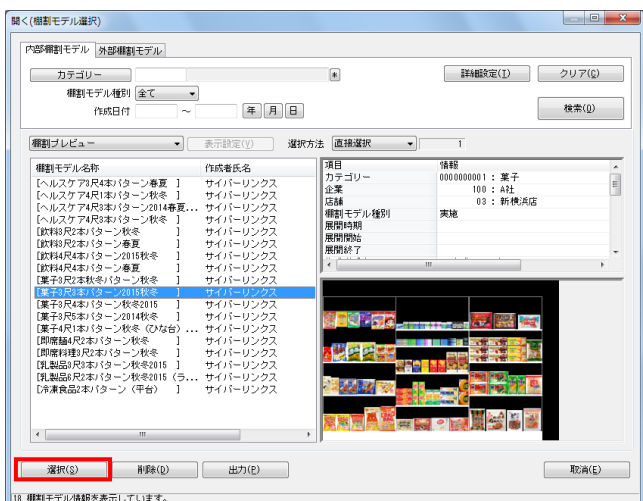 開く(棚割モデル選択)
内部棚割モデル 外部棚割モデル
カテゴリー * 詳細設定(I) クリア(C)
棚割モデル種別 全て
作成日付 ～ 年 月 日 検索(Q)
棚割プレビュー 表示設定(V) 選択方法 直接選択 1
棚割モデル名称 作成者氏名
[ヘルスケア3尺4本パターン春夏 ] サイバーリンクス
[ヘルスケア4尺1本パターン秋冬 ] サイバーリンクス
[ヘルスケア4尺3本パターン2014春夏... サイバーリンクス
[ヘルスケア4尺3本パターン秋冬 ] サイバーリンクス
[飲料3尺2本パターン秋冬 ] サイバーリンクス
[飲料3尺2本パターン春夏 ] サイバーリンクス
[飲料4尺4本パターン2015秋冬 ] サイバーリンクス
[飲料4尺4本パターン春夏 ] サイバーリンクス
[菓子3尺2本秋冬パターン秋冬 ] サイバーリンクス
[菓子3尺3本パターン2015秋冬 ] サイバーリンクス
[菓子3尺4本パターン秋冬2015 ] サイバーリンクス
[菓子3尺5本パターン2014秋冬 ] サイバーリンクス
[菓子4尺1本パターン秋冬（ひな台）... サイバーリンクス
[即席麺4尺2本パターン秋冬 ] サイバーリンクス
[即席料理3尺2本パターン秋冬 ] サイバーリンクス
[乳製品3尺3本パターン秋冬2015 ] サイバーリンクス
[乳製品6尺2本パターン秋冬2015（ラ... サイバーリンクス
[冷凍食品2本パターン（平台） ] サイバーリンクス
項目 情報
カテゴリー 0000000001 : 菓子
企業 100 : A社
店舗 03 : 新横浜店
棚割モデル種別 実施
展開時期
展開開始
展開終了
選択(S) 削除(D) 出力(P) 取消(E)
18 棚割モデル情報を表示しています。